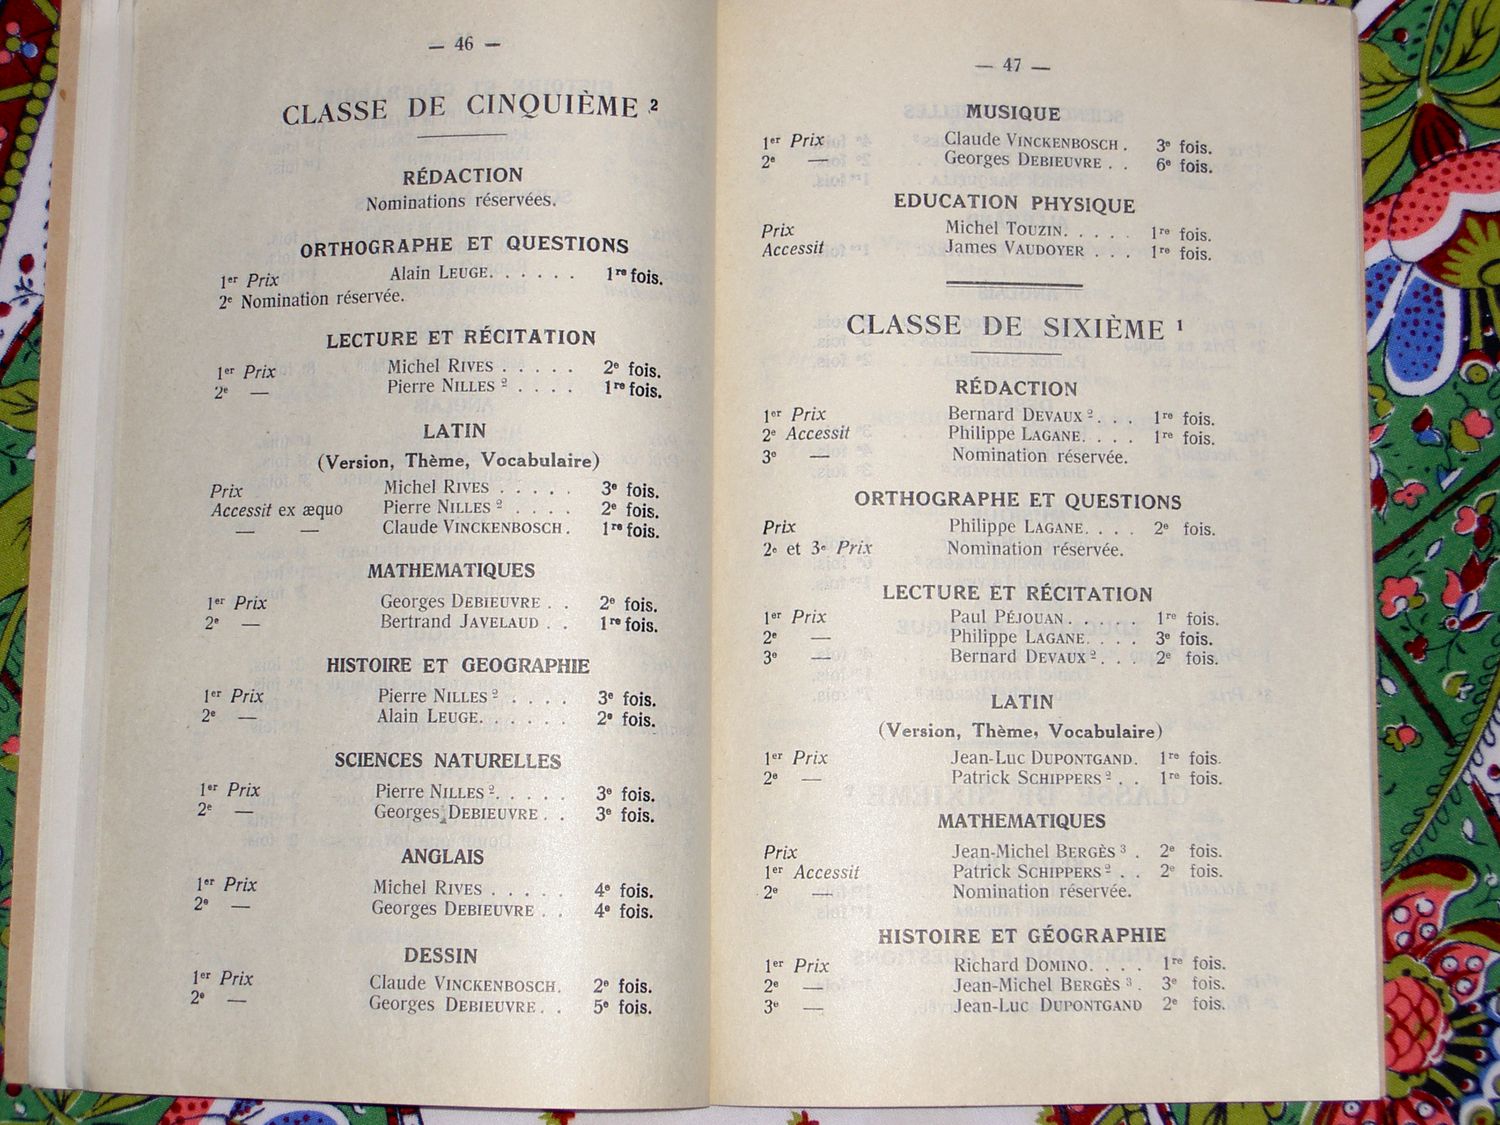 — 46 —
CLASSE DE CINQUIÈME ²
RÉDACTION
Nominations réservées.
ORTHOGRAPHE ET QUESTIONS
1er Prix Alain LEUGE. . . . . . 1re fois.
2e Nomination réservée.
LECTURE ET RÉCITATION
1er Prix Michel RIVES . . . . . 2e fois.
2e — Pierre NILLES ² . . . . 1re fois.
LATIN
(Version, Thème, Vocabulaire)
Prix Michel RIVES . . . . . 3e fois.
Accessit ex æquo Pierre NILLES ² . . . . 2e fois.
— — Claude VINCKENBOSCH. 1re fois.
MATHEMATIQUES
1er Prix Georges DEBIEUVRE . . 2e fois.
2e — Bertrand JAVELAUD . . 1re fois.
HISTOIRE ET GEOGRAPHIE
1er Prix Pierre NILLES ² . . . . 3e fois.
2e — Alain LEUGE. . . . . . 2e fois.
SCIENCES NATURELLES
1er Prix Pierre NILLES ². . . . . 3e fois.
2e — Georges DEBIEUVRE . . 3e fois.
ANGLAIS
1er Prix Michel RIVES . . . . . 4e fois.
2e — Georges DEBIEUVRE . . 4e fois.
DESSIN
1er Prix Claude VINCKENBOSCH. 2e fois.
2e — Georges DEBIEUVRE . . 5e fois.
— 47 —
MUSIQUE
1er Prix Claude VINCKENBOSCH . 3e fois.
2e — Georges DEBIEUVRE . . 6e fois.
EDUCATION PHYSIQUE
Prix Michel TOUZIN. . . . . 1re fois.
Accessit James VAUDOYER . . . 1re fois.
CLASSE DE SIXIÈME ¹
RÉDACTION
1er Prix Bernard DEVAUX ². . . 1re fois.
2e Accessit Philippe LAGANE. . . . 1re fois.
3e — Nomination réservée.
ORTHOGRAPHE ET QUESTIONS
Prix Philippe LAGANE. . . . 2e fois.
2e et 3e Prix Nomination réservée.
LECTURE ET RÉCITATION
1er Prix Paul PÉJOUAN. . . . . 1re fois.
2e — Philippe LAGANE. . . . 3e fois.
3e — Bernard DEVAUX ². . . 2e fois.
LATIN
(Version, Thème, Vocabulaire)
1er Prix Jean-Luc DUPONTGAND. 1re fois.
2e — Patrick SCHIPPERS ² . . 1re fois.
MATHEMATIQUES
Prix Jean-Michel BERGÈS ³ . 2e fois.
1er Accessit Patrick SCHIPPERS ² . . 2e fois.
2e — Nomination réservée.
HISTOIRE ET GÉOGRAPHIE
1er Prix Richard DOMINO. . . . 1re fois.
2e — Jean-Michel BERGÈS ³ . 3e fois.
3e — Jean-Luc DUPONTGAND 2e fois.